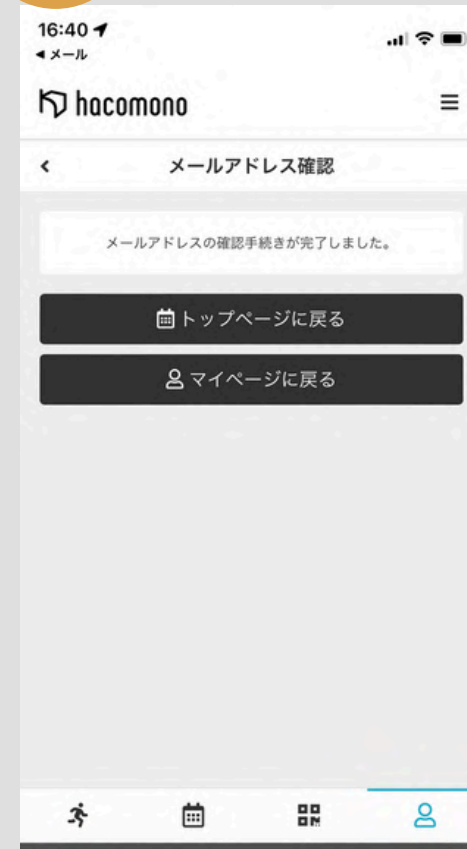 16:40
メール
hacomono
メールアドレス確認
メールアドレスの確認手続きが完了しました。
トップページに戻る
マイページに戻る